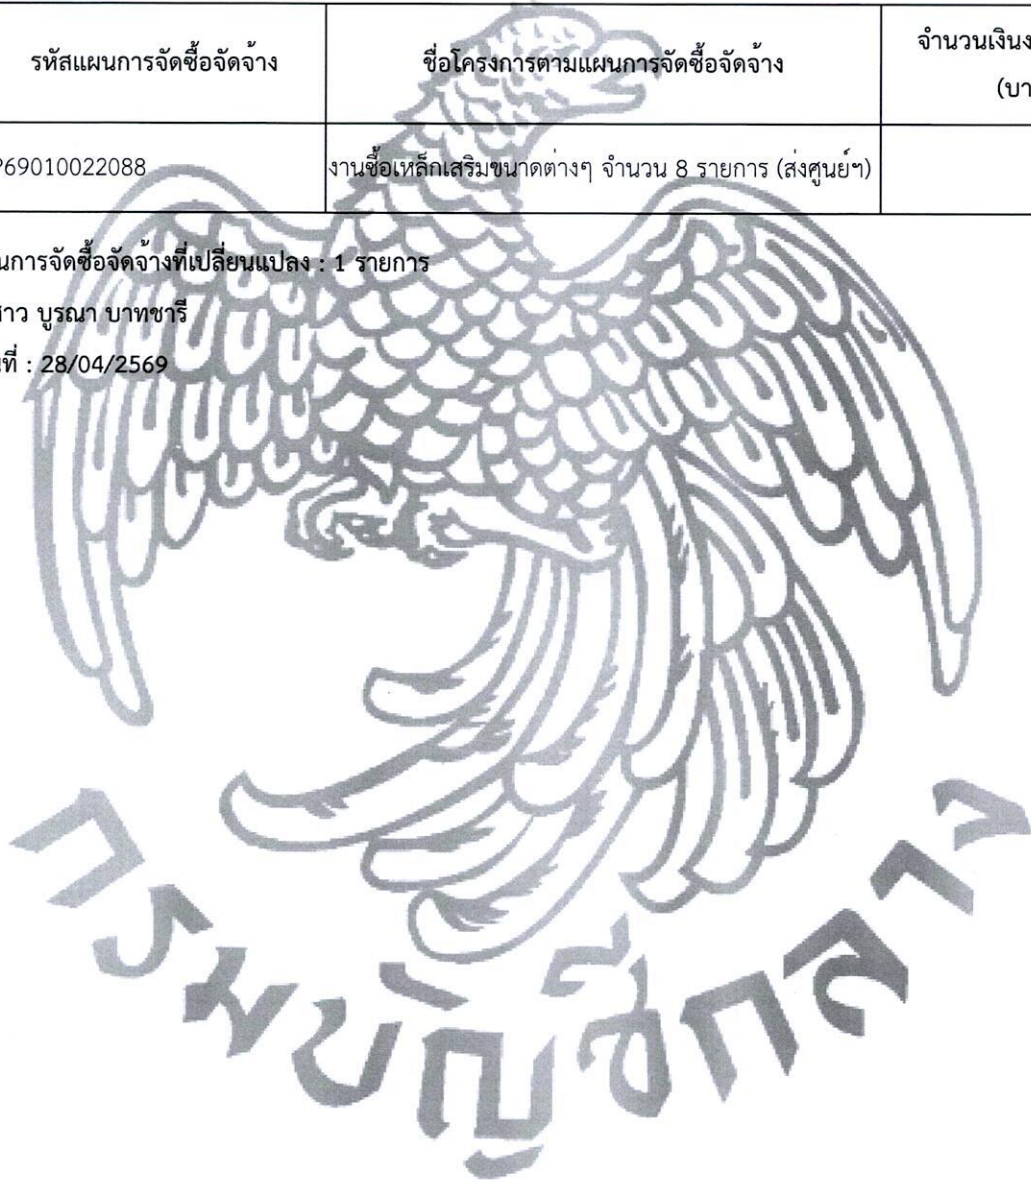 รหัสแผนการจัดซื้อจัดจ้าง
ชื่อโครงการตามแผนการจัดซื้อจัดจ้าง
จำนวนเงินง
(บา
P69010022088
งานซื้อเหล็กเสริมขนาดต่างๆ จำนวน 8 รายการ (ส่งศูนย์ฯ)
นการจัดซื้อจัดจ้างที่เปลี่ยนแปลง : 1 รายการ
สาว บูรณา บาทชารี
นที่ : 28/04/2569
กรมบัญชีกลาง